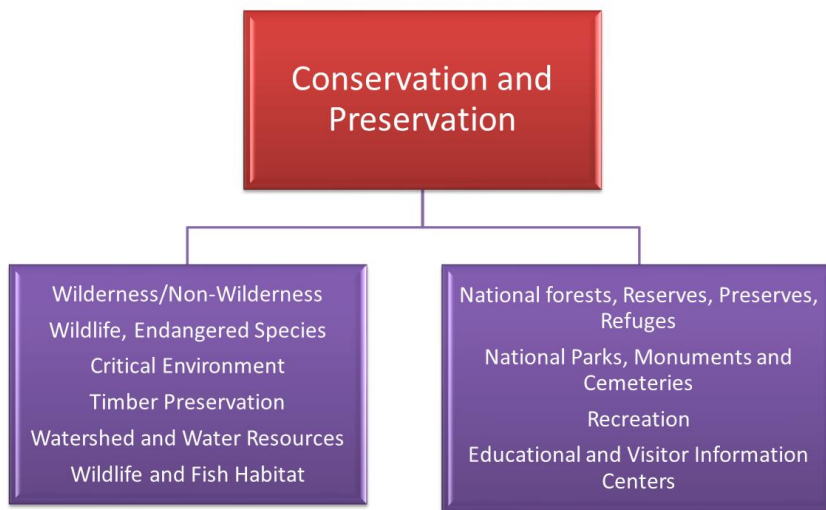 Conservation and
Preservation
Wilderness/Non-Wilderness
Wildlife, Endangered Species
Critical Environment
Timber Preservation
Watershed and Water Resources
Wildlife and Fish Habitat
National forests, Reserves, Preserves,
Refuges
National Parks, Monuments and
Cemeteries
Recreation
Educational and Visitor Information
Centers